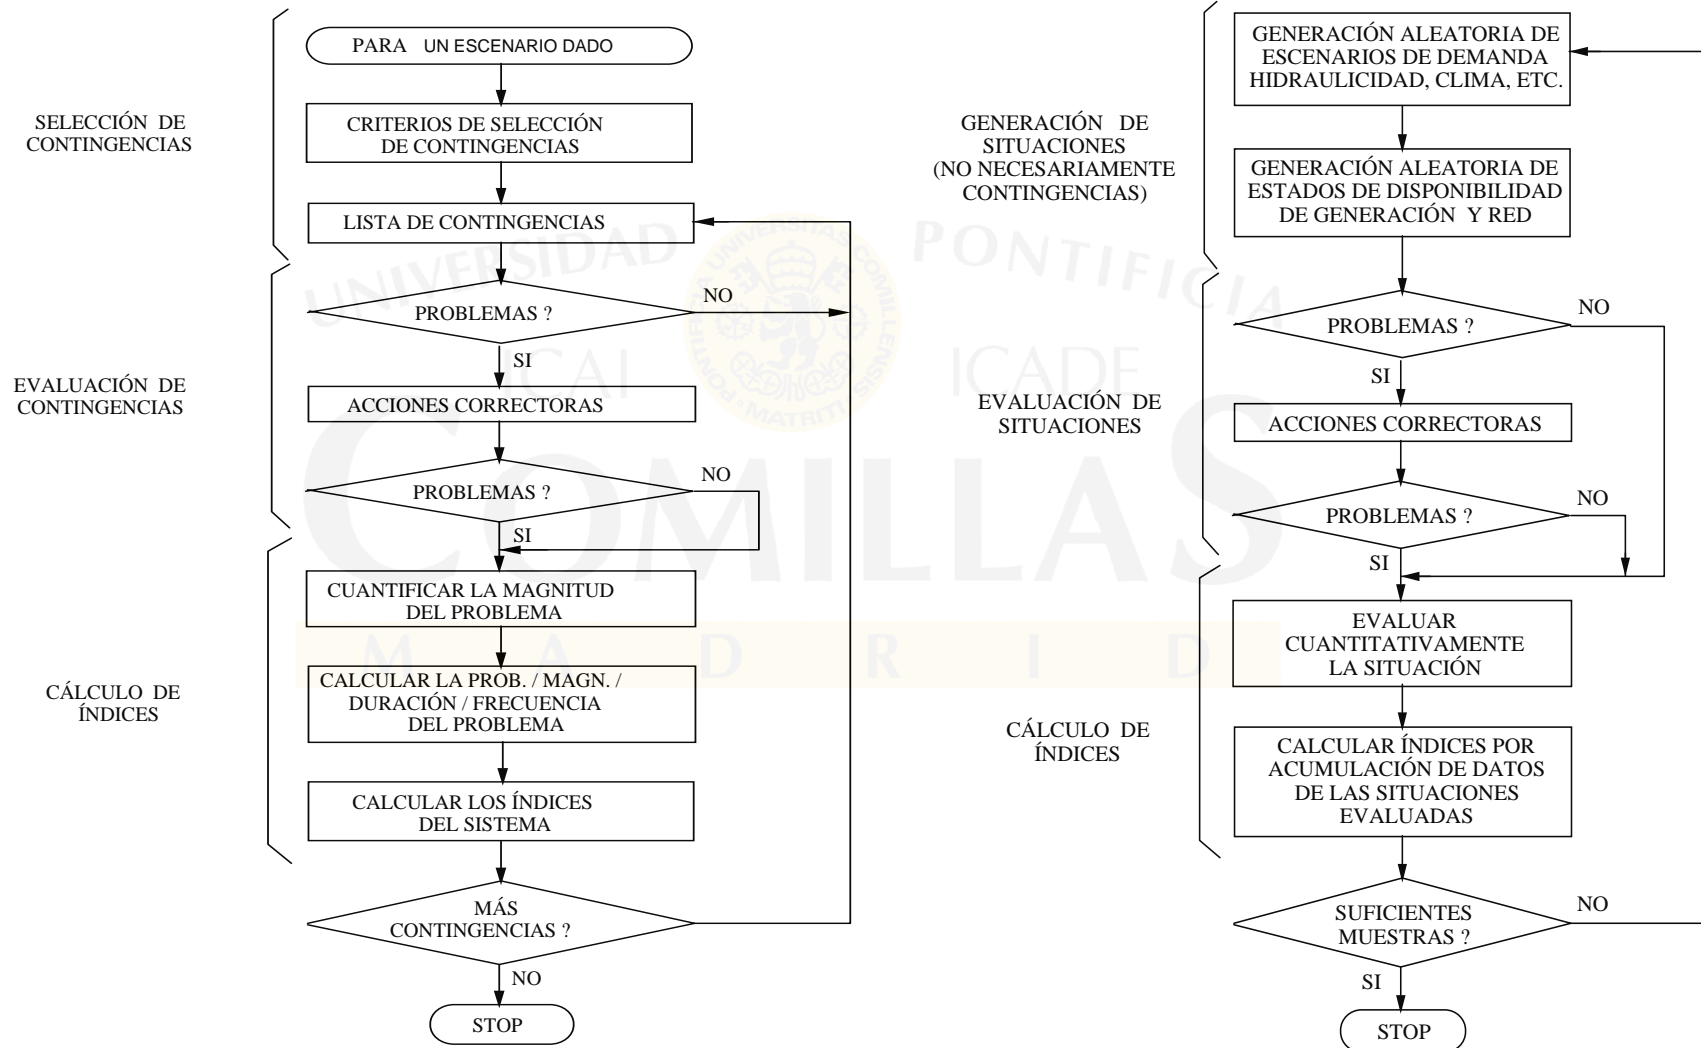 SELECCIÓN DE
CONTINGENCIAS
PARA UN ESCENARIO DADO
CRITERIOS DE SELECCIÓN
DE CONTINGENCIAS
LISTA DE CONTINGENCIAS
EVALUACIÓN DE
CONTINGENCIAS
PROBLEMAS ?
NO
SI
ACCIONES CORRECTORAS
PROBLEMAS ?
NO
SI
CÁLCULO DE
ÍNDICES
CUANTIFICAR LA MAGNITUD
DEL PROBLEMA
CALCULAR LA PROB. / MAGN. /
DURACIÓN / FRECUENCIA
DEL PROBLEMA
CALCULAR LOS ÍNDICES
DEL SISTEMA
MÁS
CONTINGENCIAS ?
NO
STOP
GENERACIÓN DE
SITUACIONES
(NO NECESARIAMENTE
CONTINGENCIAS)
GENERACIÓN ALEATORIA DE
ESCENARIOS DE DEMANDA
HIDRAULICIDAD, CLIMA, ETC.
GENERACIÓN ALEATORIA DE
ESTADOS DE DISPONIBILIDAD
DE GENERACIÓN Y RED
EVALUACIÓN DE
SITUACIONES
PROBLEMAS ?
NO
SI
ACCIONES CORRECTORAS
PROBLEMAS ?
NO
SI
CÁLCULO DE
ÍNDICES
EVALUAR
CUANTITATIVAMENTE
LA SITUACIÓN
CALCULAR ÍNDICES POR
ACUMULACIÓN DE DATOS
DE LAS SITUACIONES
EVALUADAS
SUFICIENTES
MUESTRAS ?
NO
SI
STOP
UNIVERSIDAD PONTIFICIA
ICAI ICADE
COMILLAS
MADRID